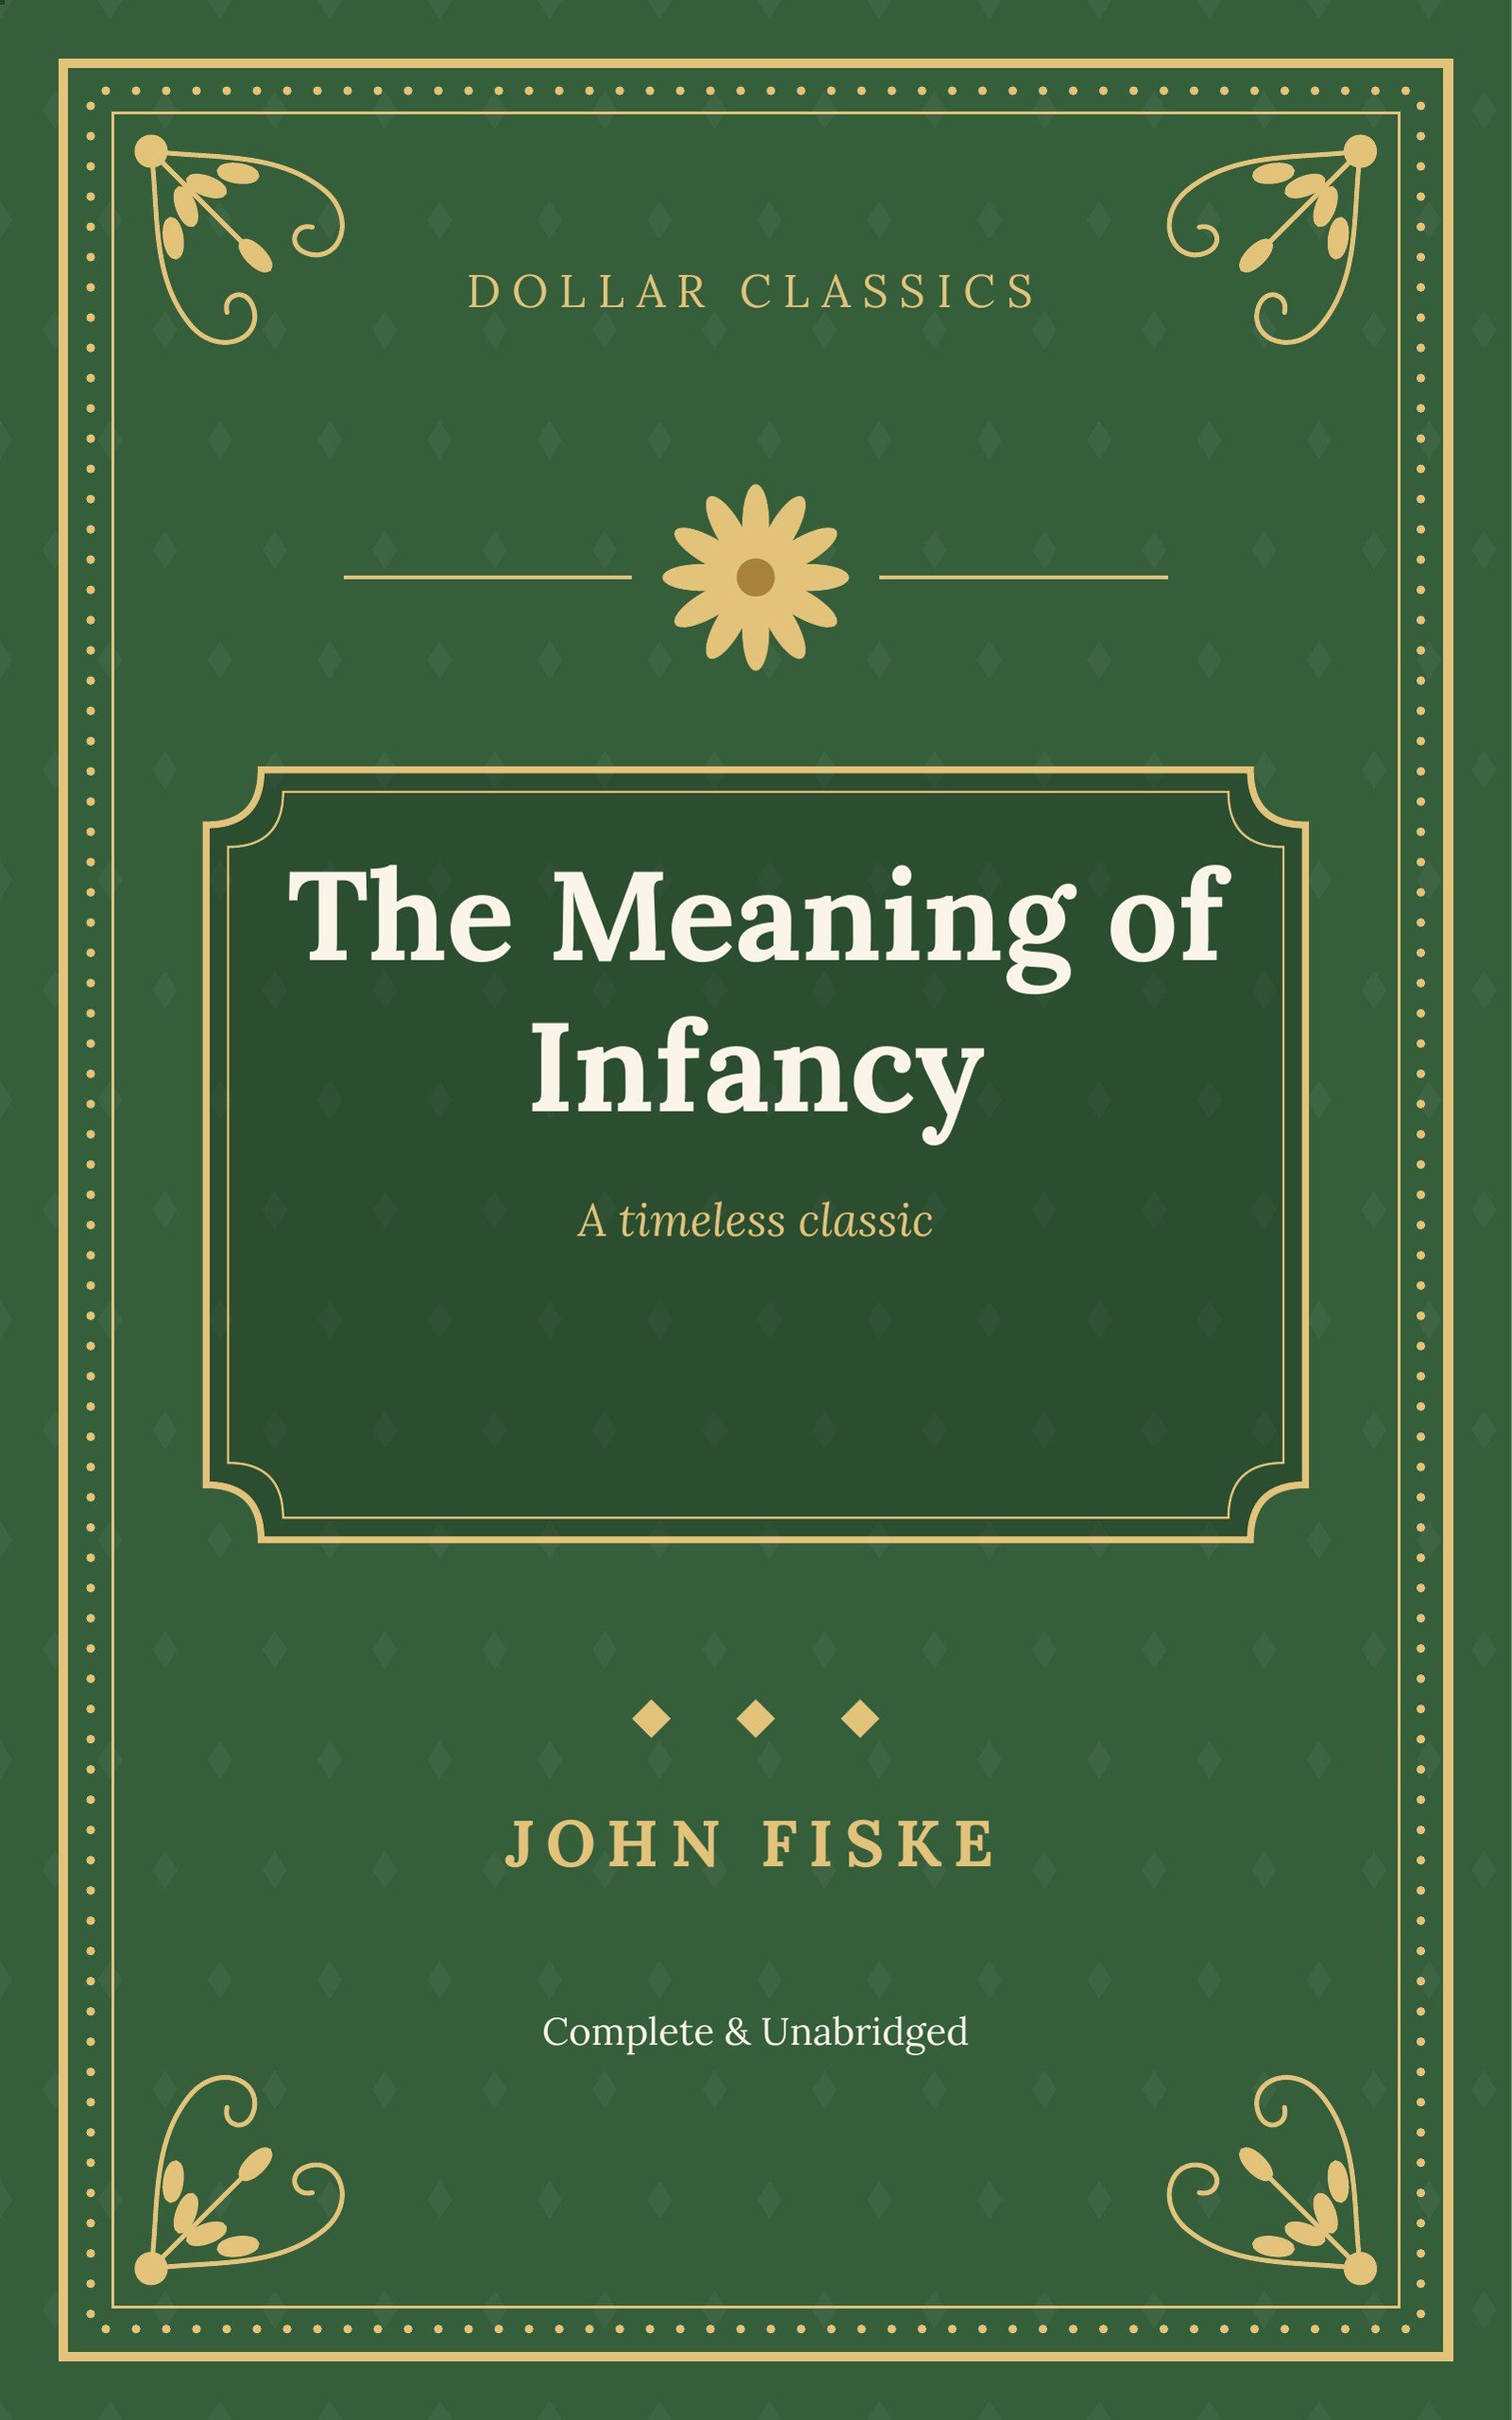 DOLLAR CLASSICS
The Meaning of
Infancy
A timeless classic
JOHN FISKE
Complete & Unabridged